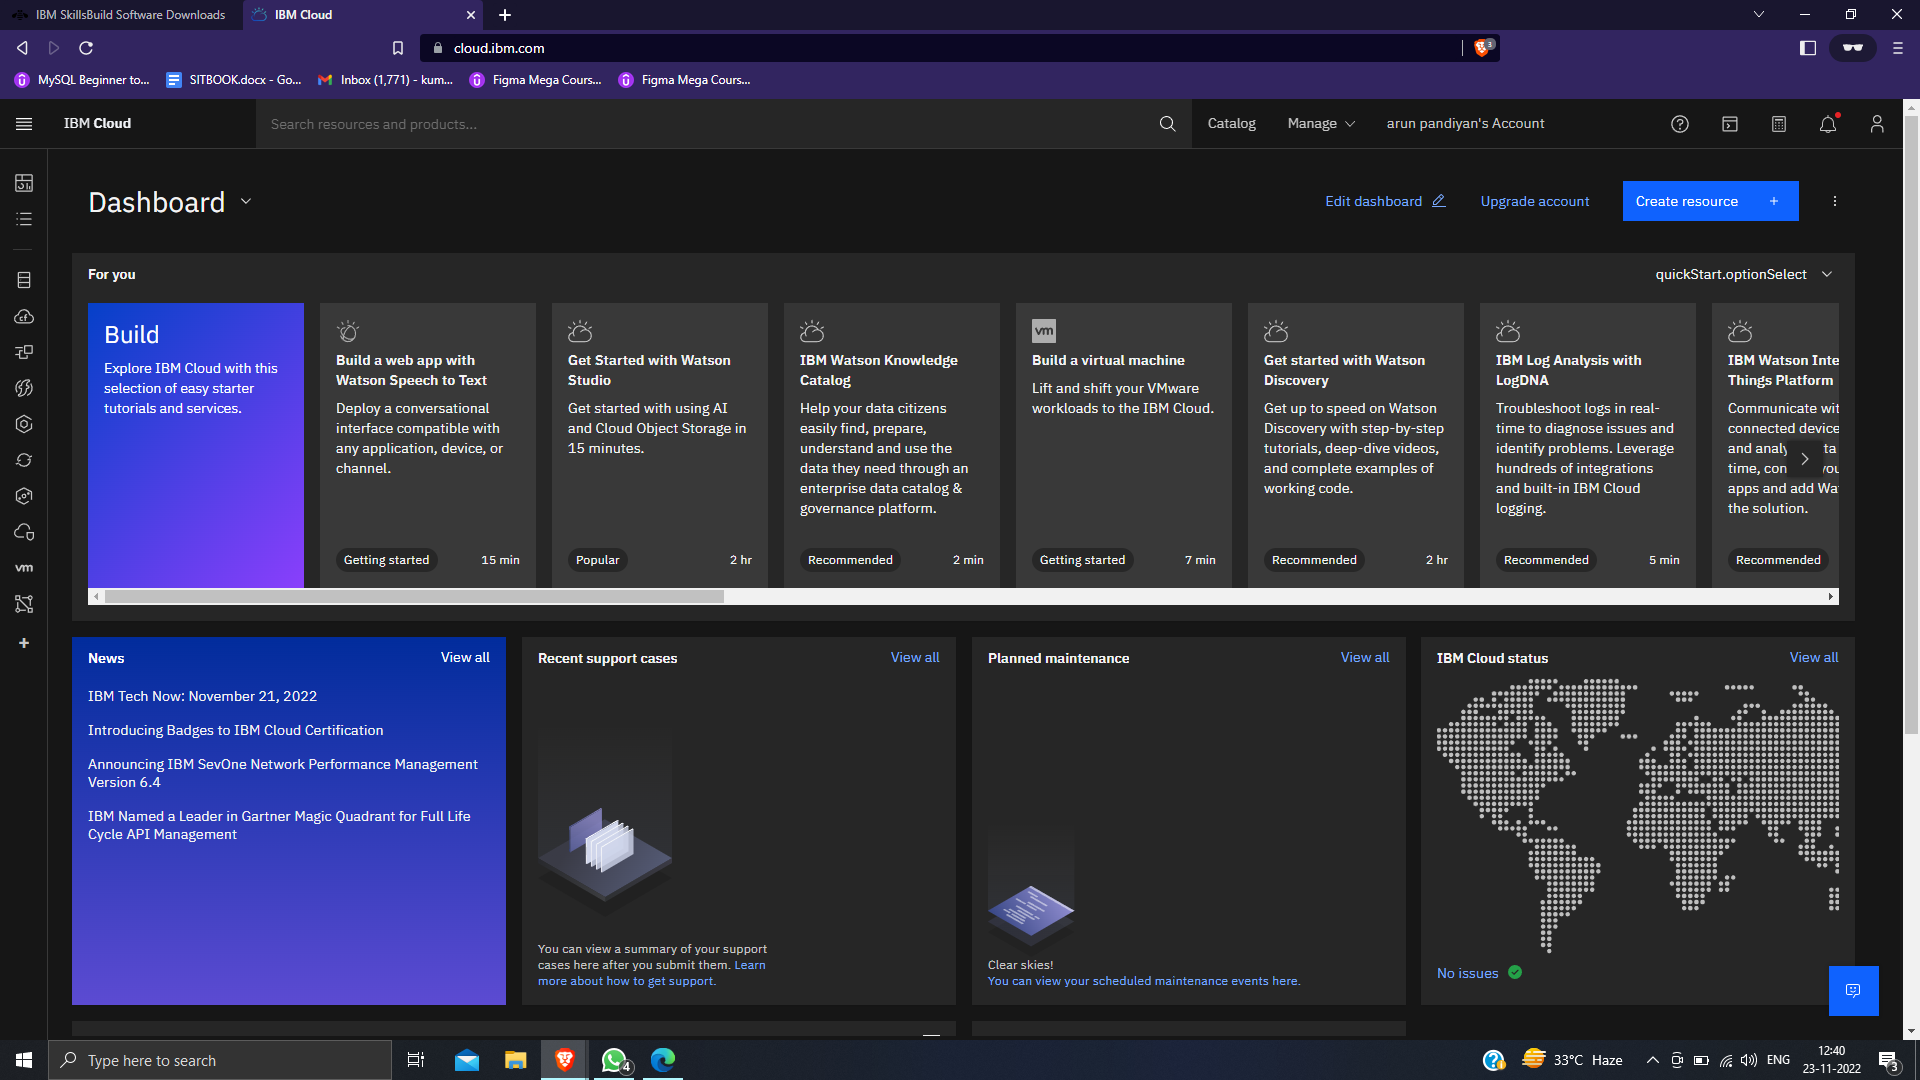 IBM SkillsBuild Software Downloads
IBM Cloud
cloud.ibm.com
3
MySQL Beginner to...
SITBOOK.docx - Go...
Inbox (1,771) - kum...
Figma Mega Cours...
Figma Mega Cours...
IBM Cloud
Search resources and products...
Catalog
Manage
arun pandiyan's Account
Dashboard
Edit dashboard
Upgrade account
Create resource +
For you
quickStart.optionSelect
Build
Explore IBM Cloud with this
selection of easy starter
tutorials and services.
Build a web app with
Watson Speech to Text
Deploy a conversational
interface compatible with
any application, device, or
channel.
Getting started
15 min
Get Started with Watson
Studio
Get started with using AI
and Cloud Object Storage in
15 minutes.
Popular
2 hr
IBM Watson Knowledge
Catalog
Help your data citizens
easily find, prepare,
understand and use the
data they need through an
enterprise data catalog &
governance platform.
Recommended
2 min
vm
Build a virtual machine
Lift and shift your VMware
workloads to the IBM Cloud.
Getting started
7 min
Get started with Watson
Discovery
Get up to speed on Watson
Discovery with step-by-step
tutorials, deep-dive videos,
and complete examples of
working code.
Recommended
2 hr
IBM Log Analysis with
LogDNA
Troubleshoot logs in real-
time to diagnose issues and
identify problems. Leverage
hundreds of integrations
and built-in IBM Cloud
logging.
Recommended
5 min
IBM Watson Inte
Things Platform
Communicate wit
connected device
and analy ta
time, con you
apps and add Wa
the solution.
Recommended
vm
News
View all
IBM Tech Now: November 21, 2022
Introducing Badges to IBM Cloud Certification
Announcing IBM SevOne Network Performance Management
Version 6.4
IBM Named a Leader in Gartner Magic Quadrant for Full Life
Cycle API Management
Recent support cases
View all
You can view a summary of your support
cases here after you submit them. Learn
more about how to get support.
Planned maintenance
View all
Clear skies!
You can view your scheduled maintenance events here.
IBM Cloud status
View all
No issues
Type here to search
4
33°C Haze
ENG
12:40
23-11-2022
3